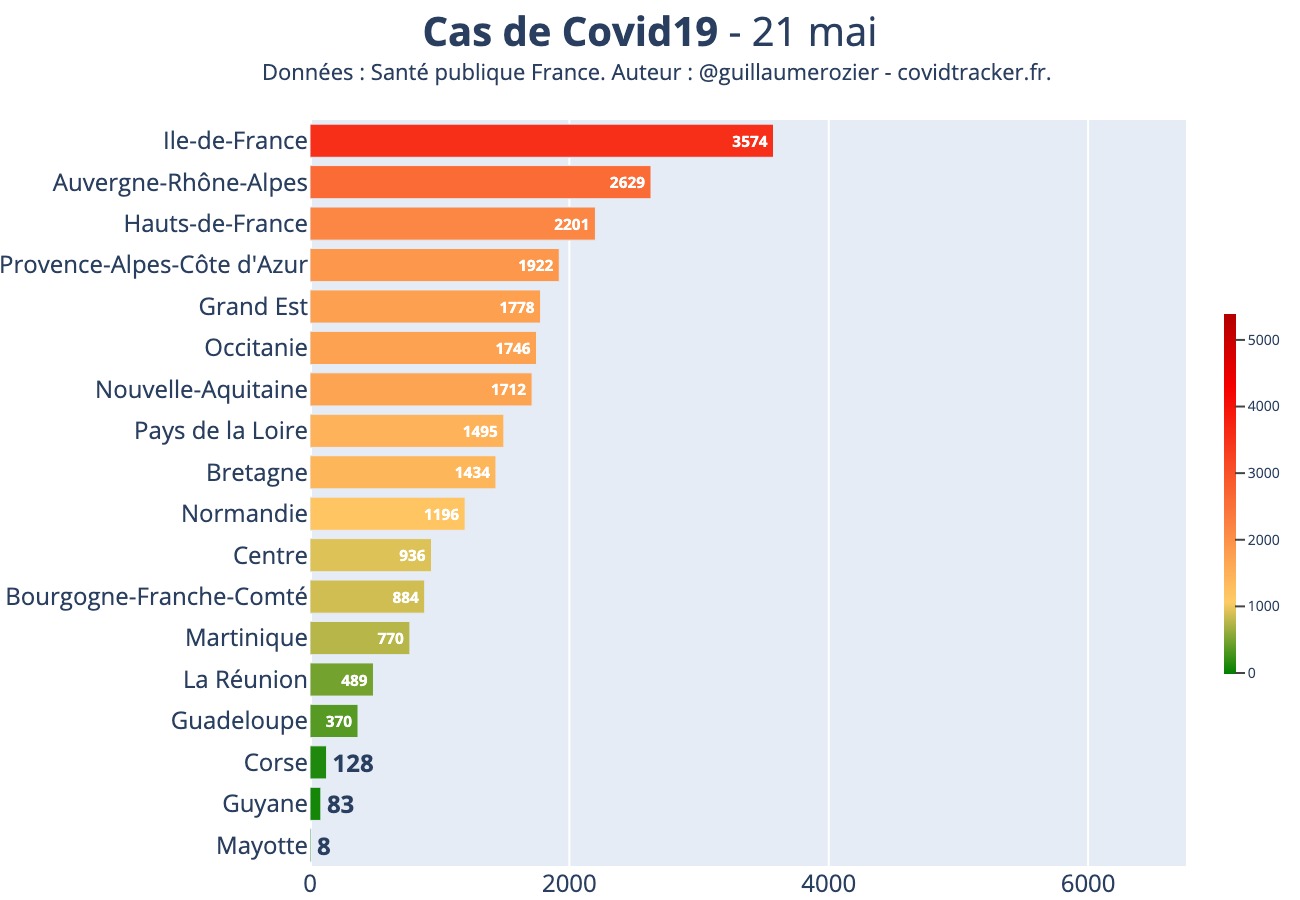 Cas de Covid19 - 21 mai
Données : Santé publique France. Auteur : @guillaumerozier - covidtracker.fr.
Ile-de-France 3574
Auvergne-Rhône-Alpes 2629
Hauts-de-France 2201
Provence-Alpes-Côte d'Azur 1922
Grand Est 1778
Occitanie 1746
Nouvelle-Aquitaine 1712
Pays de la Loire 1495
Bretagne 1434
Normandie 1196
Centre 936
Bourgogne-Franche-Comté 884
Martinique 770
La Réunion 489
Guadeloupe 370
Corse 128
Guyane 83
Mayotte 8
0 2000 4000 6000
5000
4000
3000
2000
1000
0